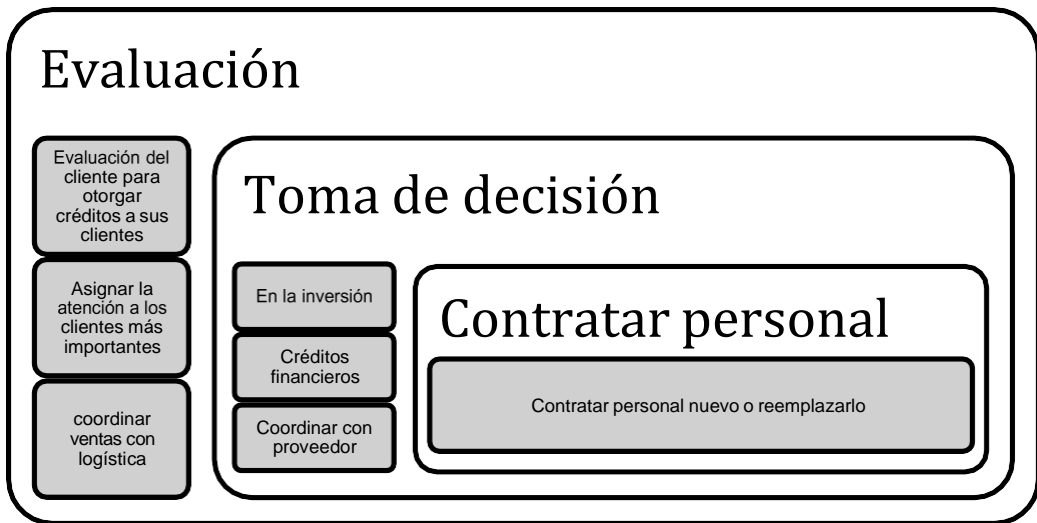 Evaluación
Evaluación del
cliente para
otorgar
créditos a sus
clientes
Asignar la
atención a los
clientes más
importantes
coordinar
ventas con
logística
Toma de decisión
En la inversión
Créditos
financieros
Coordinar con
proveedor
Contratar personal
Contratar personal nuevo o reemplazarlo